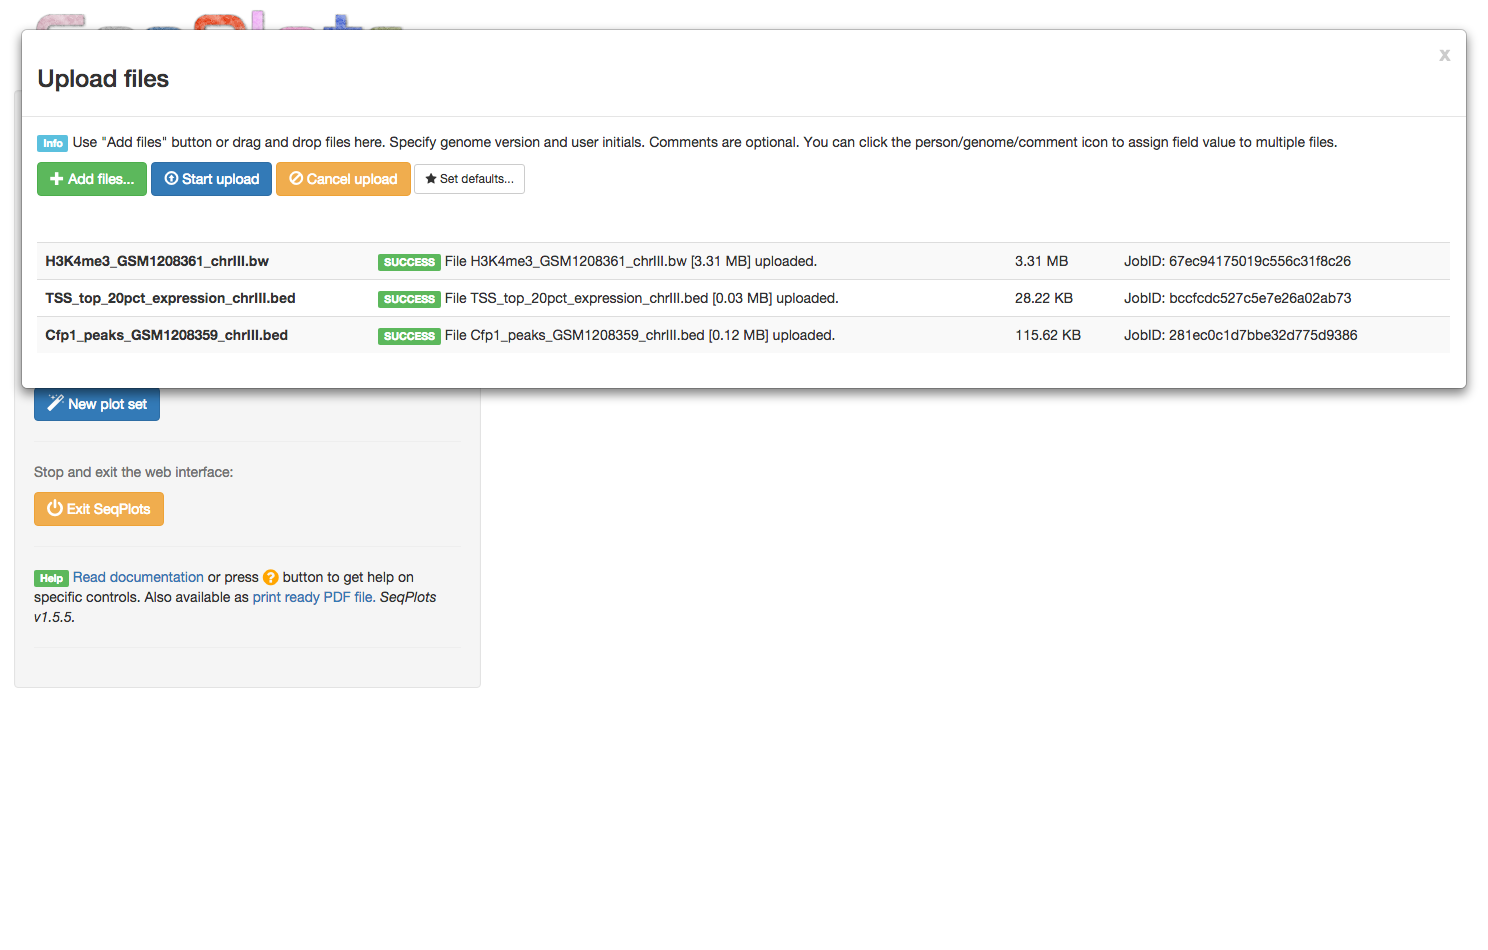 x
Upload files
Info Use "Add files" button or drag and drop files here. Specify genome version and user initials. Comments are optional. You can click the person/genome/comment icon to assign field value to multiple files.
Add files... Start upload Cancel upload Set defaults...
H3K4me3_GSM1208361_chrIII.bw SUCCESS File H3K4me3_GSM1208361_chrIII.bw [3.31 MB] uploaded. 3.31 MB JobID: 67ec94175019c556c31f8c26
TSS_top_20pct_expression_chrIII.bed SUCCESS File TSS_top_20pct_expression_chrIII.bed [0.03 MB] uploaded. 28.22 KB JobID: bccfcdc527c5e7e26a02ab73
Cfp1_peaks_GSM1208359_chrIII.bed SUCCESS File Cfp1_peaks_GSM1208359_chrIII.bed [0.12 MB] uploaded. 115.62 KB JobID: 281ec0c1d7bbe32d775d9386
New plot set
Stop and exit the web interface:
Exit SeqPlots
Help Read documentation or press ? button to get help on
specific controls. Also available as print ready PDF file. SeqPlots
v1.5.5.